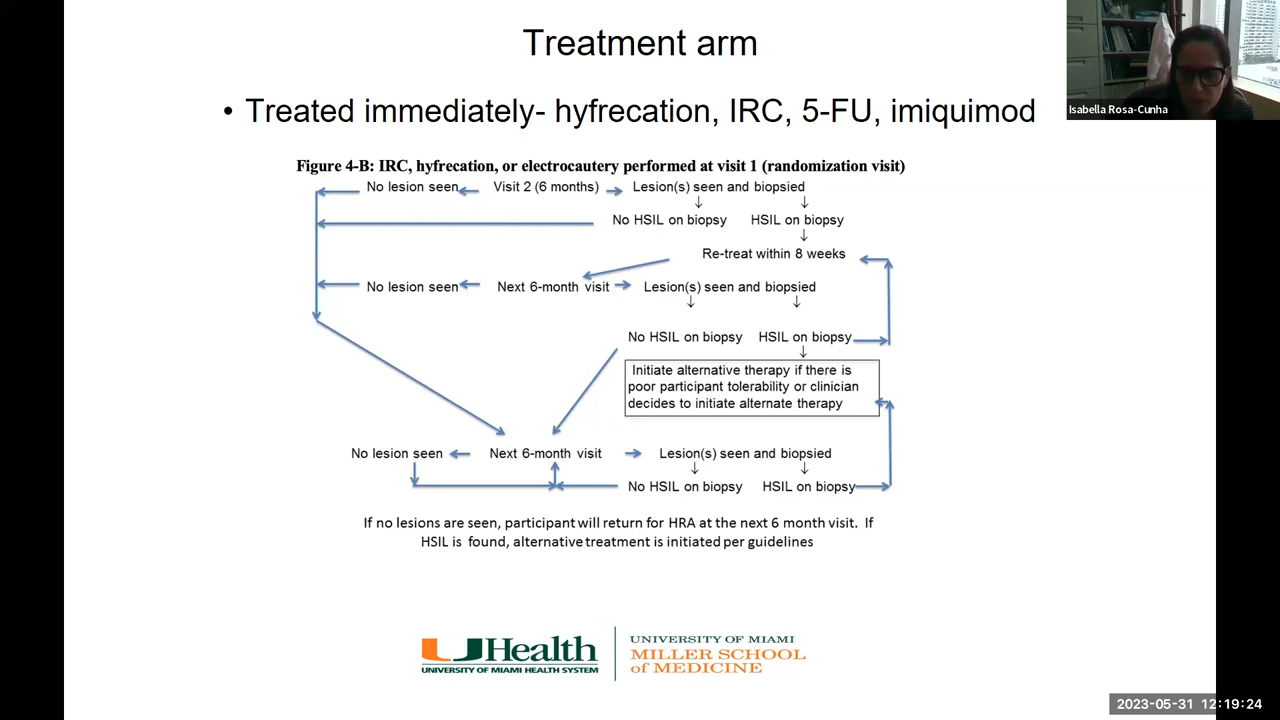 Treatment arm
• Treated immediately- hyfrecation, IRC, 5-FU, imiquimod
Isabella Rosa-Cunha
Figure 4-B: IRC, hyfrecation, or electrocautery performed at visit 1 (randomization visit)
No lesion seen Visit 2 (6 months) Lesion(s) seen and biopsied
No HSIL on biopsy HSIL on biopsy
Re-treat within 8 weeks
No lesion seen Next 6-month visit Lesion(s) seen and biopsied
No HSIL on biopsy HSIL on biopsy
Initiate alternative therapy if there is
poor participant tolerability or clinician
decides to initiate alternate therapy
No lesion seen Next 6-month visit Lesion(s) seen and biopsied
No HSIL on biopsy HSIL on biopsy
If no lesions are seen, participant will return for HRA at the next 6 month visit. If
HSIL is found, alternative treatment is initiated per guidelines
UHealth
UNIVERSITY OF MIAMI HEALTH SYSTEM
UNIVERSITY OF MIAMI
MILLER SCHOOL
of MEDICINE
2023-05-31 12:19:24